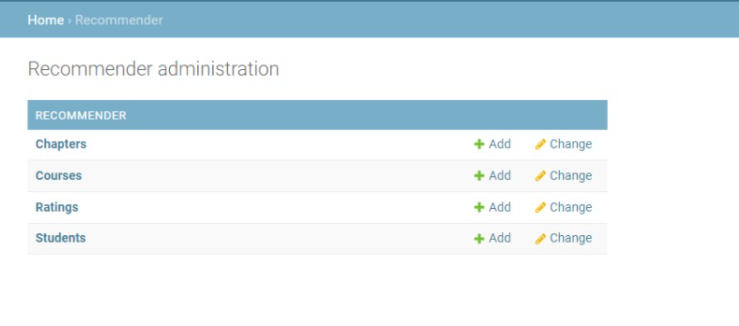 Home › Recommender
Recommender administration
RECOMMENDER
Chapters Add Change
Courses Add Change
Ratings Add Change
Students Add Change